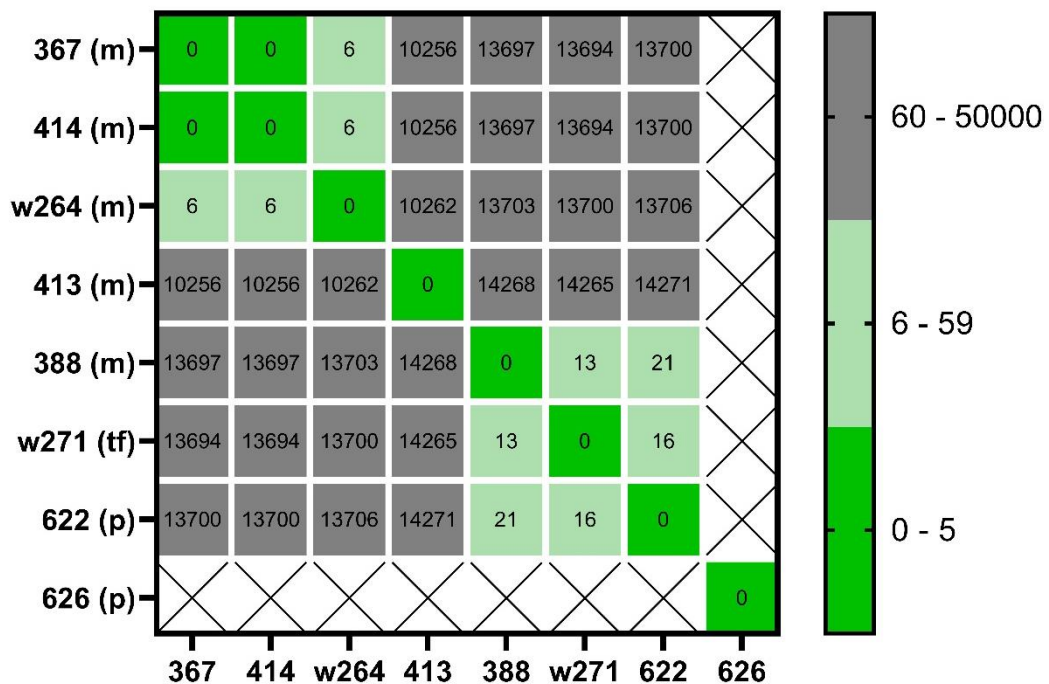 367 (m) 0 0 6 10256 13697 13694 13700
414 (m) 0 0 6 10256 13697 13694 13700
w264 (m) 6 6 0 10262 13703 13700 13706
413 (m) 10256 10256 10262 0 14268 14265 14271
388 (m) 13697 13697 13703 14268 0 13 21
w271 (tf) 13694 13694 13700 14265 13 0 16
622 (p) 13700 13700 13706 14271 21 16 0
626 (p) 0
367 414 w264 413 388 w271 622 626
60 - 50000
6 - 59
0 - 5